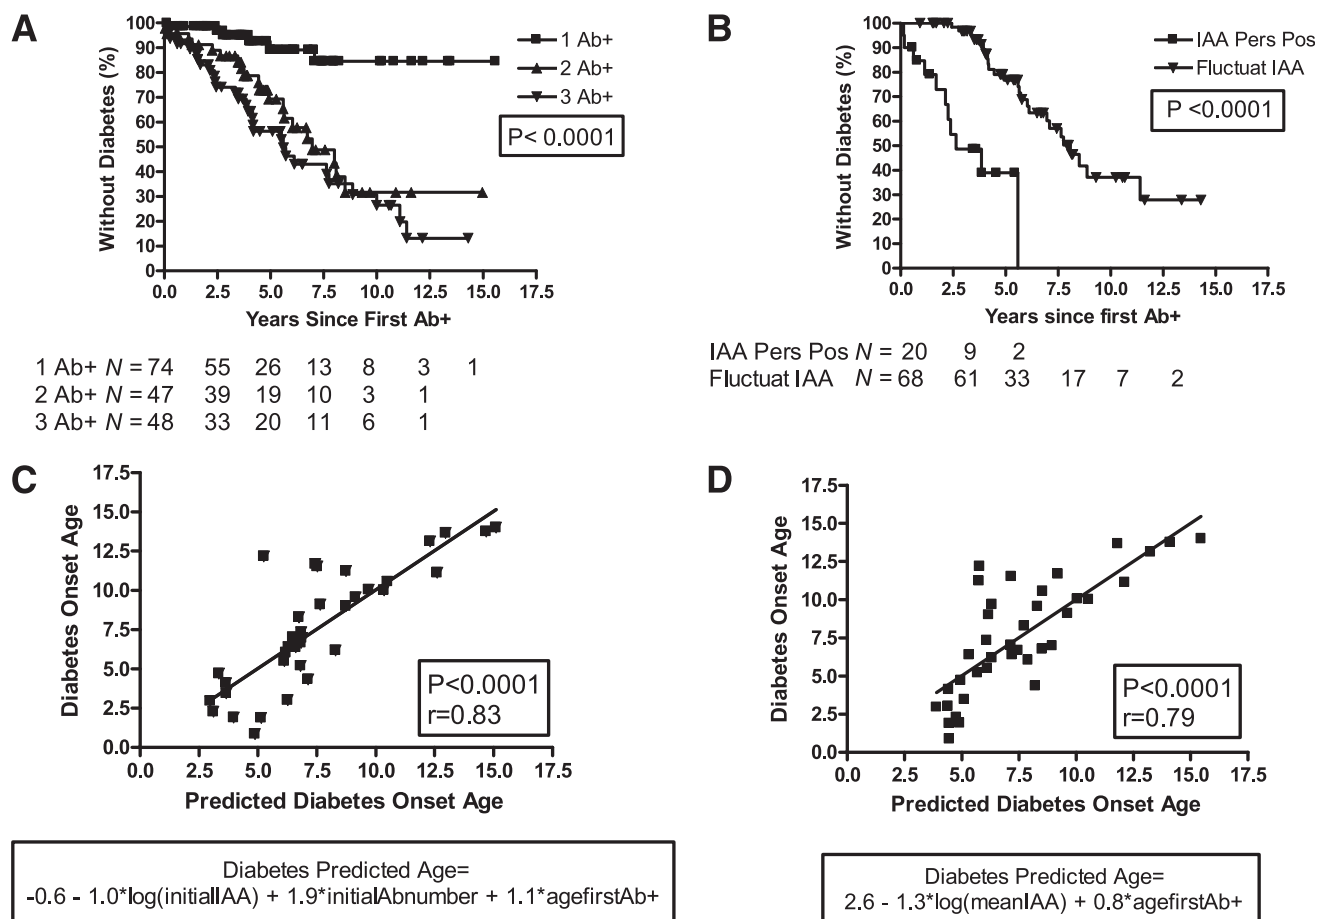 A
Without Diabetes (%)
100
90
80
70
60
50
40
30
20
10
0
0.0 2.5 5.0 7.5 10.0 12.5 15.0 17.5
Years Since First Ab+
1 Ab+
2 Ab+
3 Ab+
P< 0.0001
1 Ab+ N = 74 55 26 13 8 3 1
2 Ab+ N = 47 39 19 10 3 1
3 Ab+ N = 48 33 20 11 6 1
B
Without Diabetes (%)
100
90
80
70
60
50
40
30
20
10
0
0.0 2.5 5.0 7.5 10.0 12.5 15.0 17.5
Years since first Ab+
IAA Pers Pos
Fluctuat IAA
P <0.0001
IAA Pers Pos N = 20 9 2
Fluctuat IAA N = 68 61 33 17 7 2
C
Diabetes Onset Age
17.5
15.0
12.5
10.0
7.5
5.0
2.5
0.0
0.0 2.5 5.0 7.5 10.0 12.5 15.0 17.5
Predicted Diabetes Onset Age
P<0.0001
r=0.83
Diabetes Predicted Age=
-0.6 - 1.0*log(initialIAA) + 1.9*initialAbnumber + 1.1*agefirstAb+
D
Diabetes Onset Age
17.5
15.0
12.5
10.0
7.5
5.0
2.5
0.0
0.0 2.5 5.0 7.5 10.0 12.5 15.0 17.5
Predicted Diabetes Onset Age
P<0.0001
r=0.79
Diabetes Predicted Age=
2.6 - 1.3*log(meanIAA) + 0.8*agefirstAb+